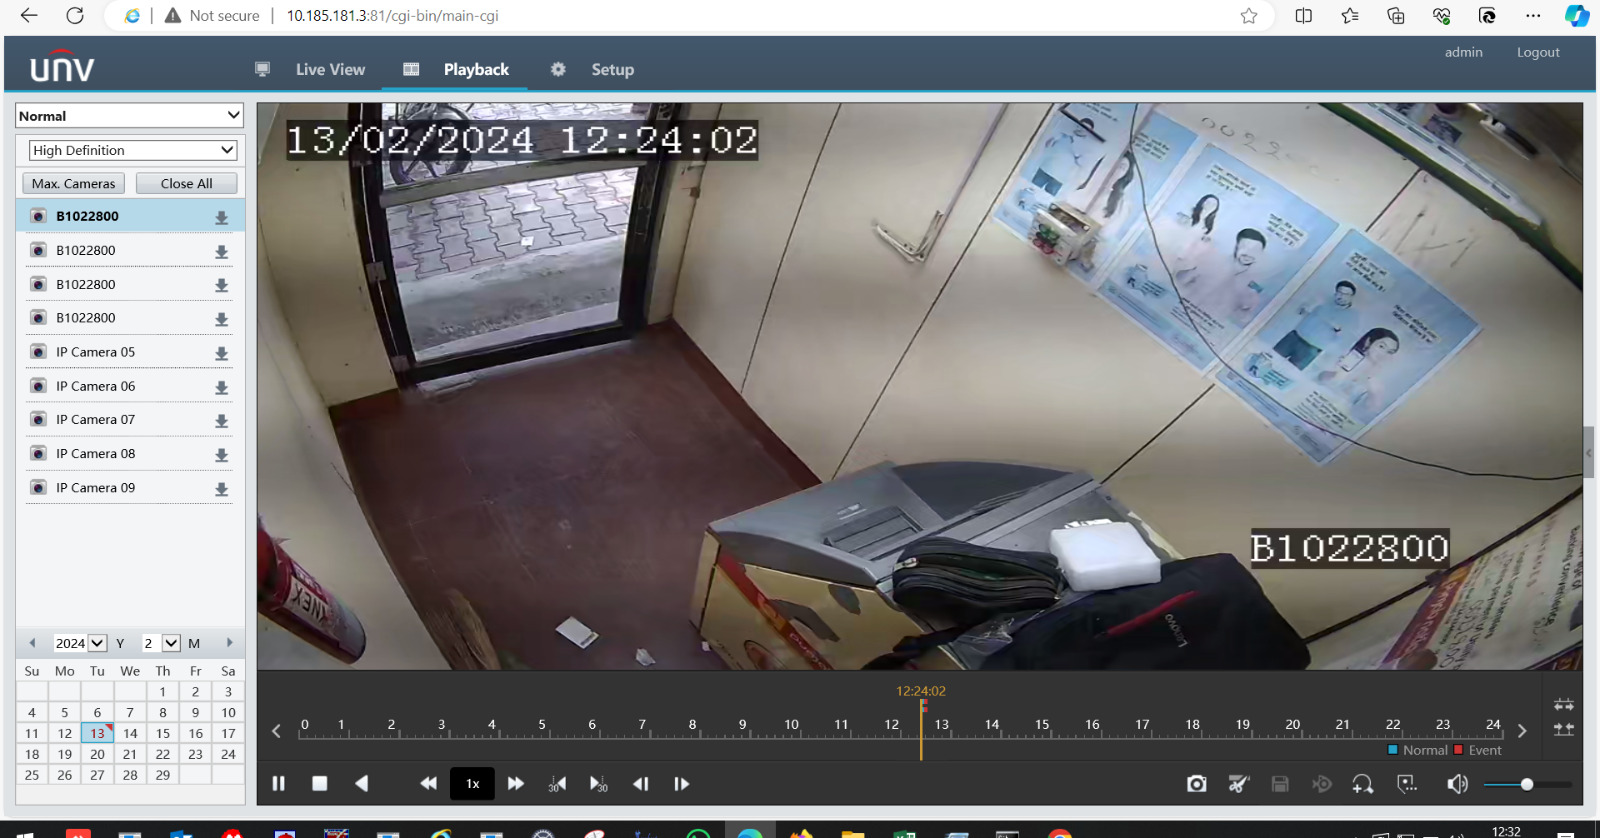 Not secure
10.185.181.3:81/cgi-bin/main-cgi
unv
Live View
Playback
Setup
admin
Logout
Normal
High Definition
Max. Cameras
Close All
B1022800
B1022800
B1022800
B1022800
IP Camera 05
IP Camera 06
IP Camera 07
IP Camera 08
IP Camera 09
2024 Y 2 M
Su Mo Tu We Th Fr Sa
1 2 3
4 5 6 7 8 9 10
11 12 13 14 15 16 17
18 19 20 21 22 23 24
25 26 27 28 29
13/02/2024 12:24:02
B1022800
Lenovo
12:24:02
0 1 2 3 4 5 6 7 8 9 10 11 12 13 14 15 16 17 18 19 20 21 22 23 24
Normal Event
1x
30
30
12:32